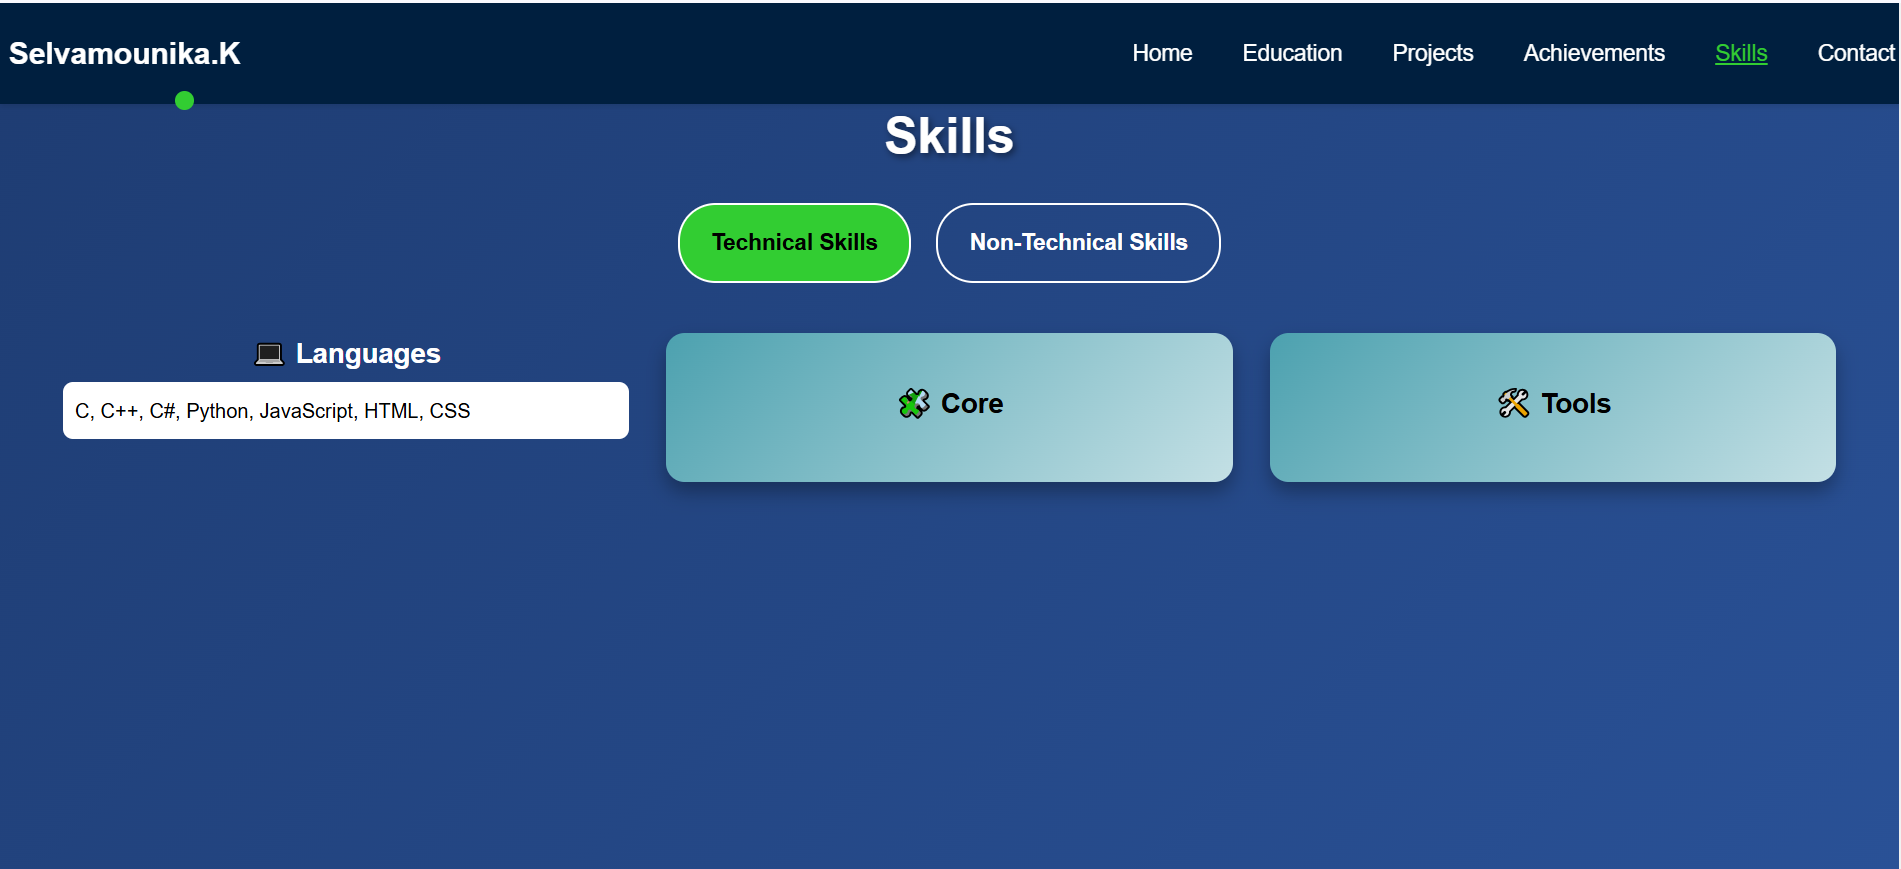 Selvamounika.K
Home Education Projects Achievements Skills Contact
Skills
Technical Skills Non-Technical Skills
💻 Languages
C, C++, C#, Python, JavaScript, HTML, CSS
🧩 Core
🛠 Tools